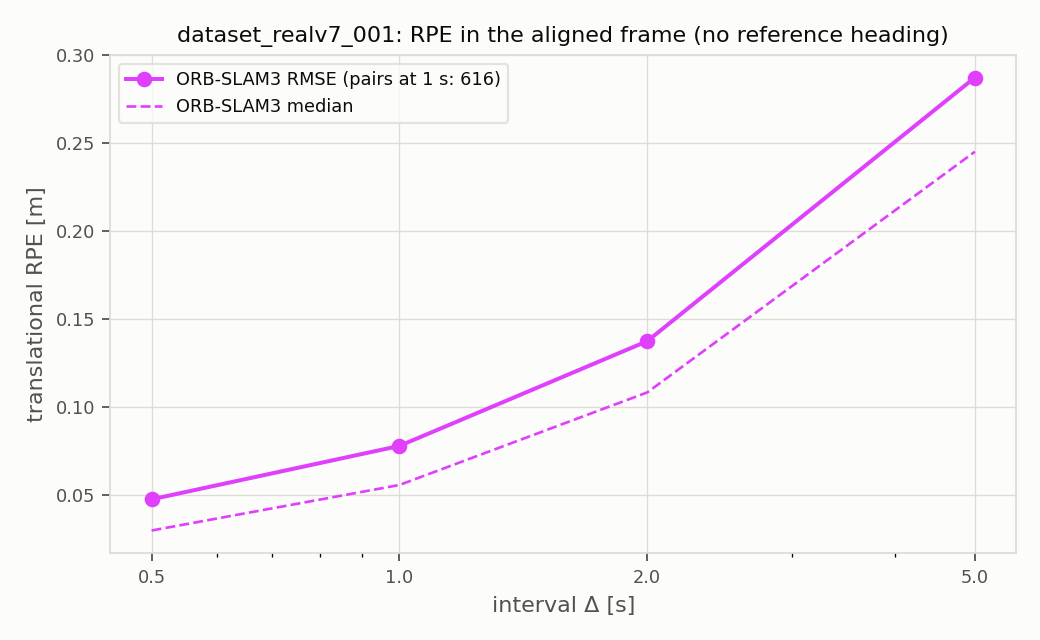 dataset_realv7_001: RPE in the aligned frame (no reference heading)
ORB-SLAM3 RMSE (pairs at 1 s: 616)
ORB-SLAM3 median
translational RPE [m]
0.30
0.25
0.20
0.15
0.10
0.05
0.5 1.0 2.0 5.0
interval Δ [s]